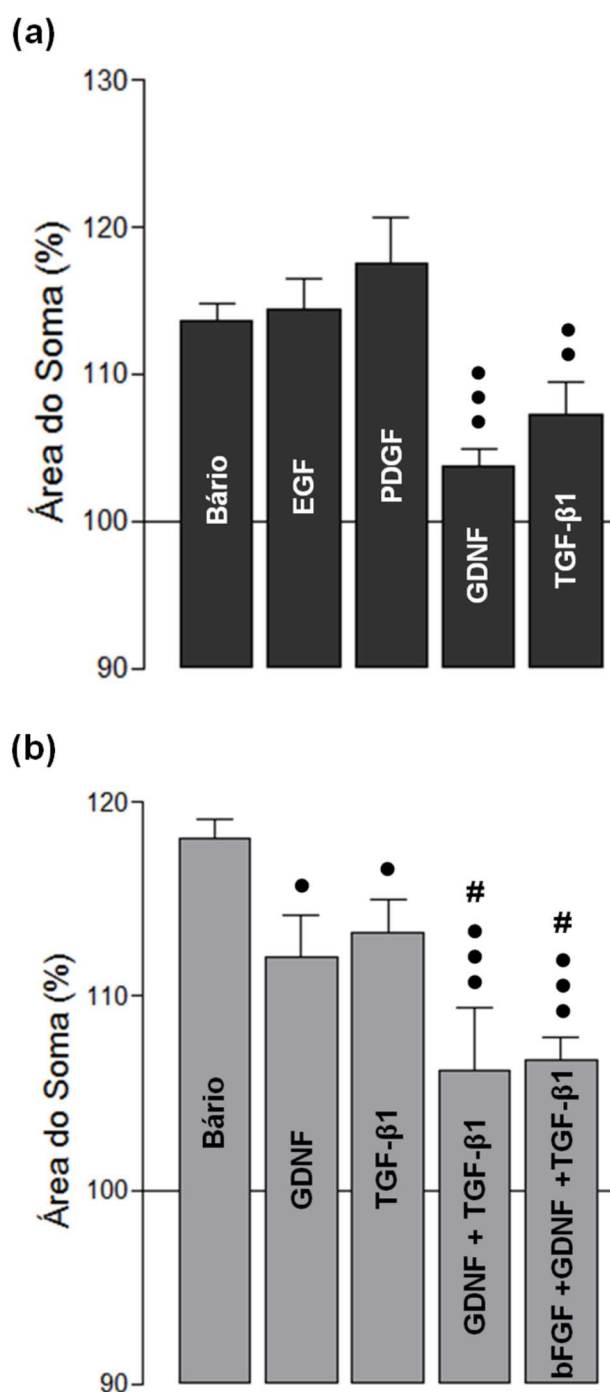 (a)
Área do Soma (%)
130
120
110
100
90
Bário
EGF
PDGF
GDNF
TGF-β1
(b)
Área do Soma (%)
120
110
100
90
Bário
GDNF
TGF-β1
#
GDNF + TGF-β1
#
bFGF +GDNF +TGF-β1